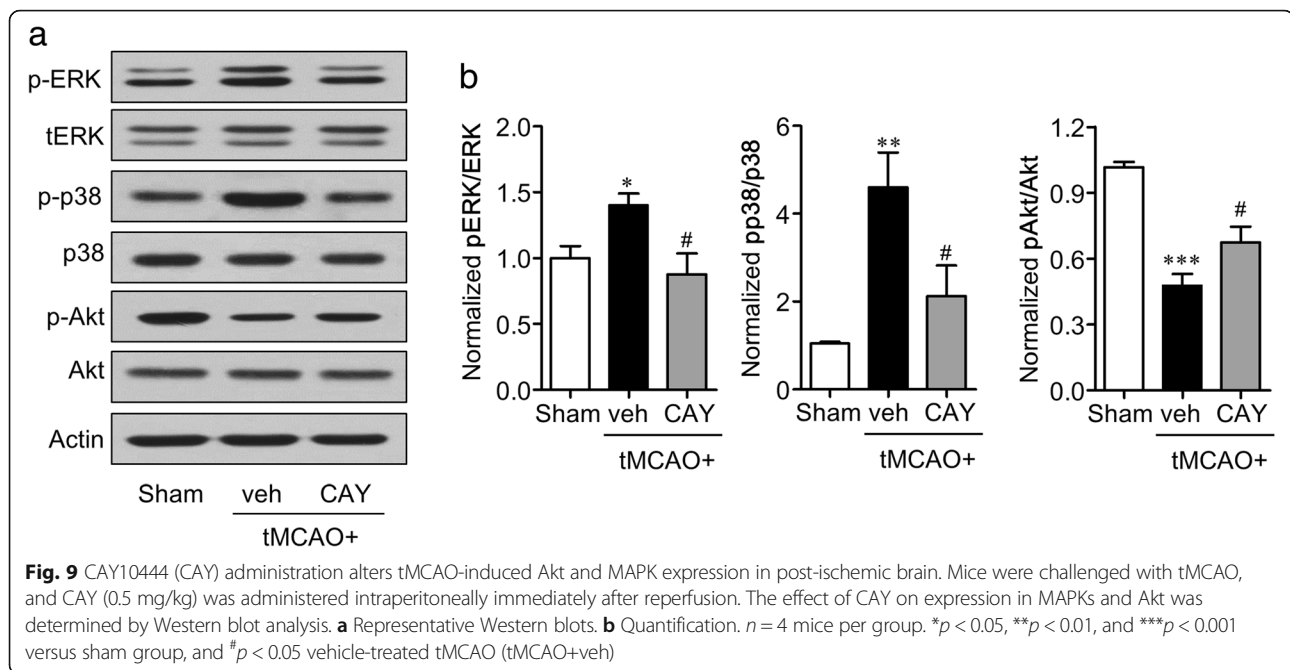 a
p-ERK
tERK
p-p38
p38
p-Akt
Akt
Actin
Sham veh CAY
tMCAO+
b
Normalized pERK/ERK
2.0
1.5
1.0
0.5
0.0
*
#
Sham veh CAY
tMCAO+
Normalized pp38/p38
6
4
2
0
**
#
Sham veh CAY
tMCAO+
Normalized pAkt/Akt
1.2
0.9
0.6
0.3
0.0
***
#
Sham veh CAY
tMCAO+
Fig. 9 CAY10444 (CAY) administration alters tMCAO-induced Akt and MAPK expression in post-ischemic brain. Mice were challenged with tMCAO,
and CAY (0.5 mg/kg) was administered intraperitoneally immediately after reperfusion. The effect of CAY on expression in MAPKs and Akt was
determined by Western blot analysis. a Representative Western blots. b Quantification. n = 4 mice per group. *p < 0.05, **p < 0.01, and ***p < 0.001
versus sham group, and #p < 0.05 vehicle-treated tMCAO (tMCAO+veh)